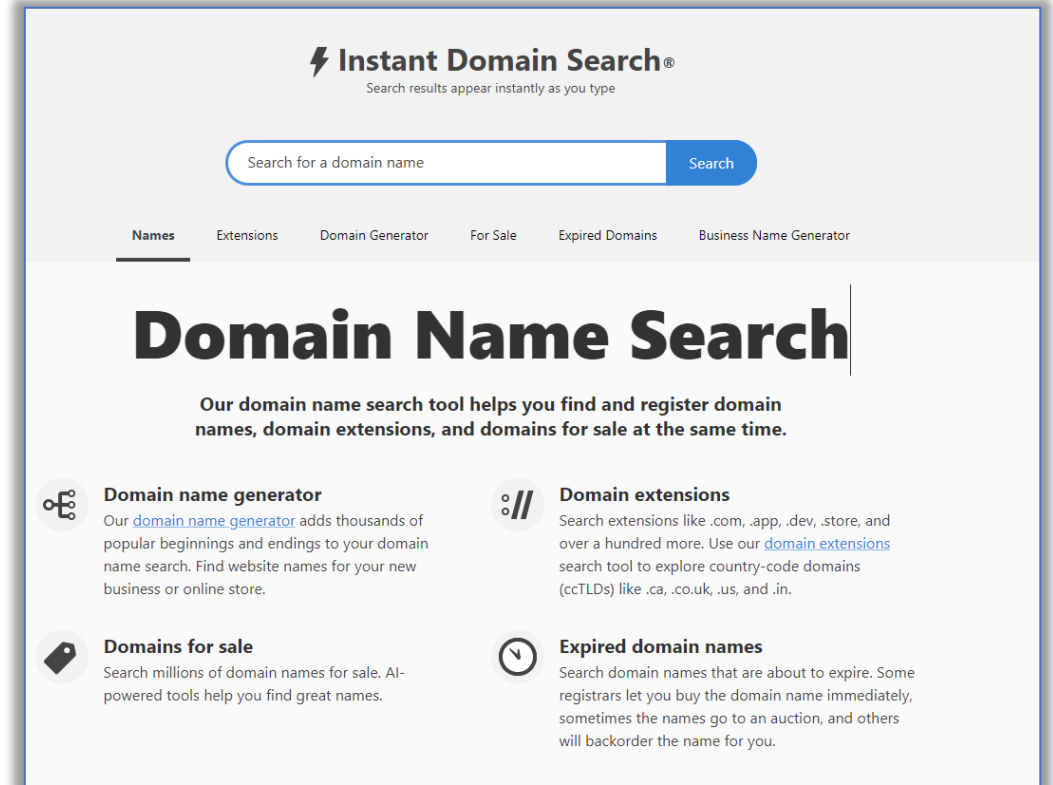 Instant Domain Search®
Search results appear instantly as you type
Search for a domain name
Search
Names Extensions Domain Generator For Sale Expired Domains Business Name Generator
Domain Name Search
Our domain name search tool helps you find and register domain
names, domain extensions, and domains for sale at the same time.
Domain name generator
Our domain name generator adds thousands of
popular beginnings and endings to your domain
name search. Find website names for your new
business or online store.
Domain extensions
Search extensions like .com, .app, .dev, .store, and
over a hundred more. Use our domain extensions
search tool to explore country-code domains
(ccTLDs) like .ca, .co.uk, .us, and .in.
Domains for sale
Search millions of domain names for sale. AI-
powered tools help you find great names.
Expired domain names
Search domain names that are about to expire. Some
registrars let you buy the domain name immediately,
sometimes the names go to an auction, and others
will backorder the name for you.